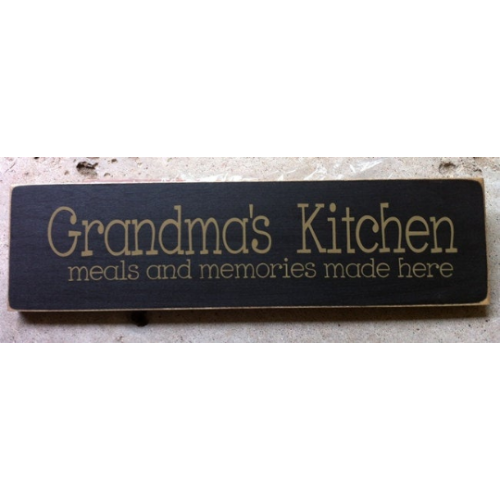 Grandma's Kitchen
meals and memories made here